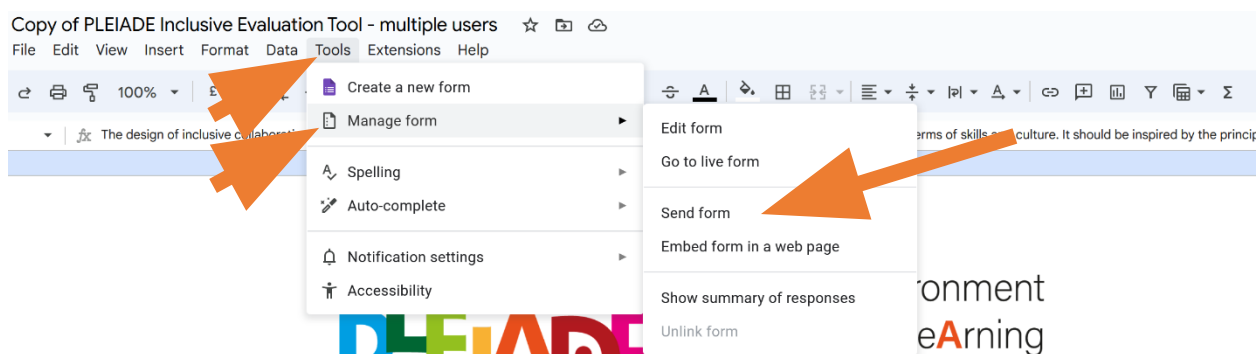 Copy of PLEIADE Inclusive Evaluation Tool - multiple users
File Edit View Insert Format Data Tools Extensions Help
100% £
The design of inclusive
erms of skills culture. It should be inspired by the
Create a new form
Manage form
Spelling
Auto-complete
Notification settings
Accessibility
Edit form
Go to live form
Send form
Embed form in a web page
Show summary of responses
Unlink form
ronment
eArning
PLEIADE